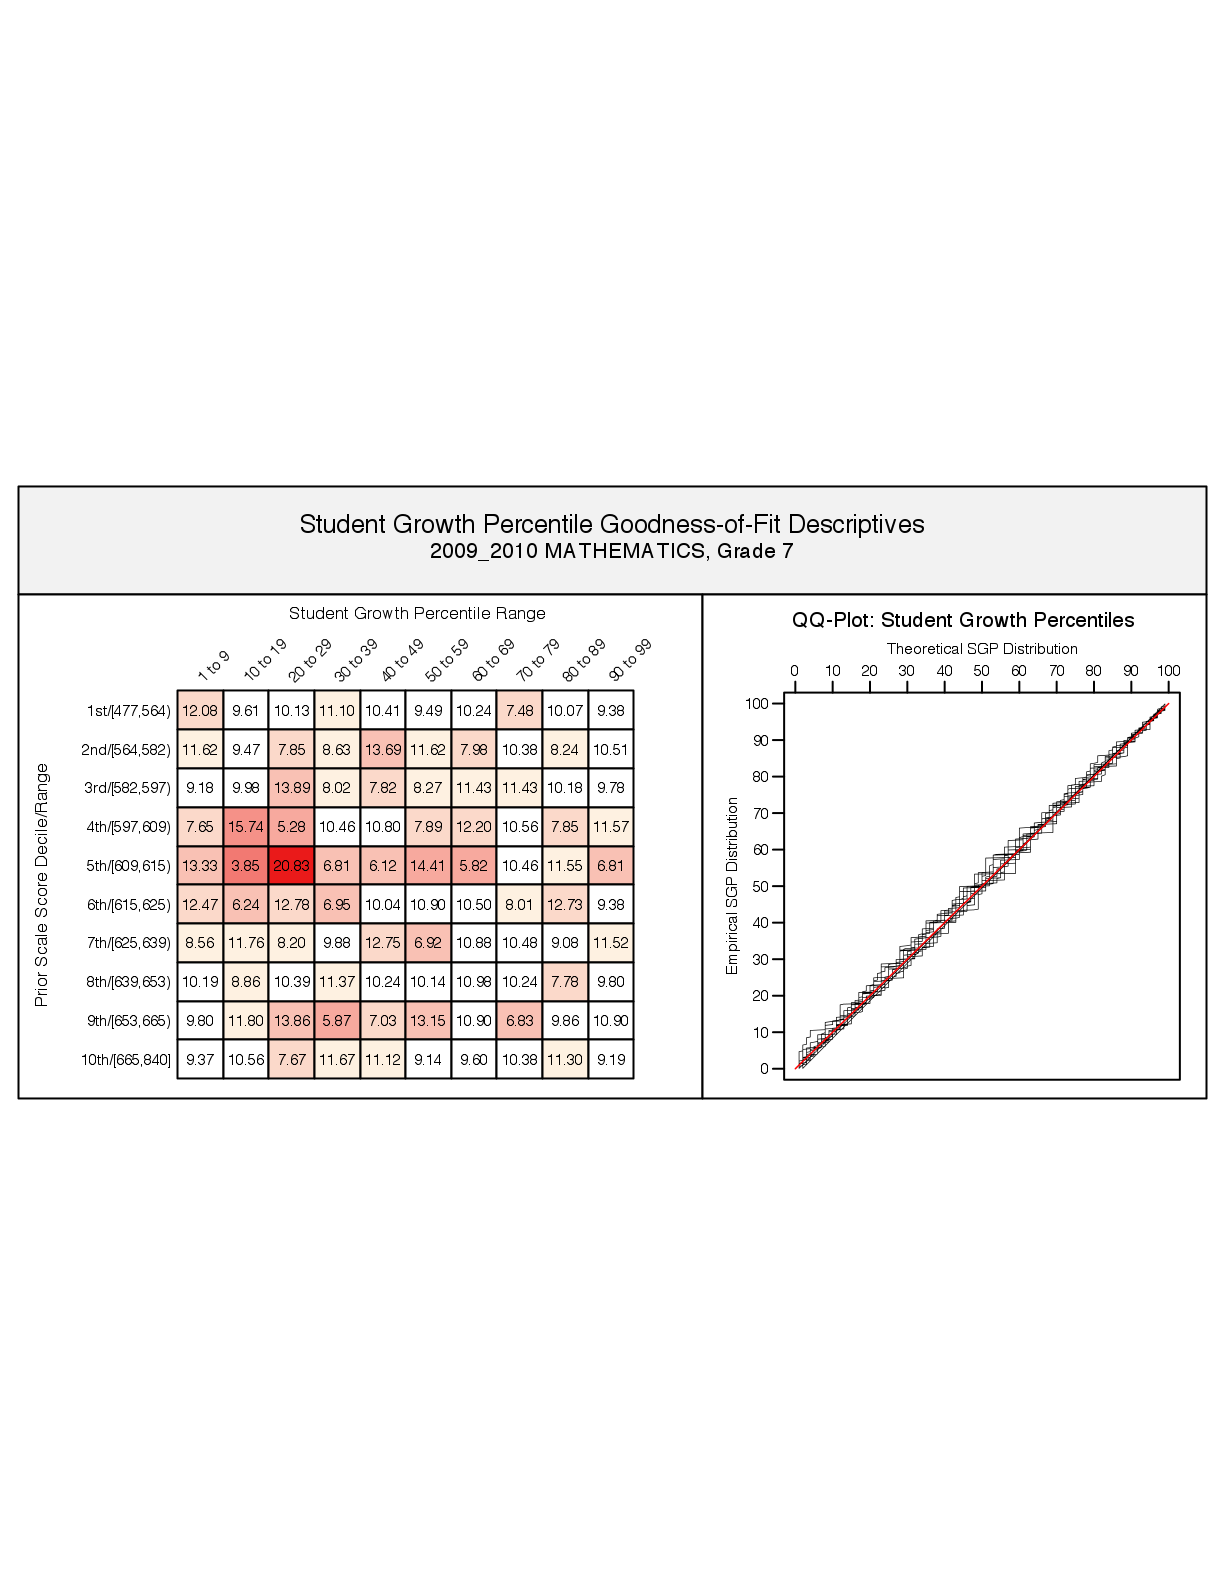 Student Growth Percentile Goodness-of-Fit Descriptives
2009_2010 MATHEMATICS, Grade 7
Student Growth Percentile Range
1 to 9 10 to 19 20 to 29 30 to 39 40 to 49 50 to 59 60 to 69 70 to 79 80 to 89 90 to 99
Prior Scale Score Decile/Range
1st/[477,564) 12.08 9.61 10.13 11.10 10.41 9.49 10.24 7.48 10.07 9.38
2nd/[564,582) 11.62 9.47 7.85 8.63 13.69 11.62 7.98 10.38 8.24 10.51
3rd/[582,597) 9.18 9.98 13.89 8.02 7.82 8.27 11.43 11.43 10.18 9.78
4th/[597,609) 7.65 15.74 5.28 10.46 10.80 7.89 12.20 10.56 7.85 11.57
5th/[609,615) 13.33 3.85 20.83 6.81 6.12 14.41 5.82 10.46 11.55 6.81
6th/[615,625) 12.47 6.24 12.78 6.95 10.04 10.90 10.50 8.01 12.73 9.38
7th/[625,639) 8.56 11.76 8.20 9.88 12.75 6.92 10.88 10.48 9.08 11.52
8th/[639,653) 10.19 8.86 10.39 11.37 10.24 10.14 10.98 10.24 7.78 9.80
9th/[653,665) 9.80 11.80 13.86 5.87 7.03 13.15 10.90 6.83 9.86 10.90
10th/[665,840] 9.37 10.56 7.67 11.67 11.12 9.14 9.60 10.38 11.30 9.19
QQ-Plot: Student Growth Percentiles
Theoretical SGP Distribution
0 10 20 30 40 50 60 70 80 90 100
Empirical SGP Distribution
100
90
80
70
60
50
40
30
20
10
0